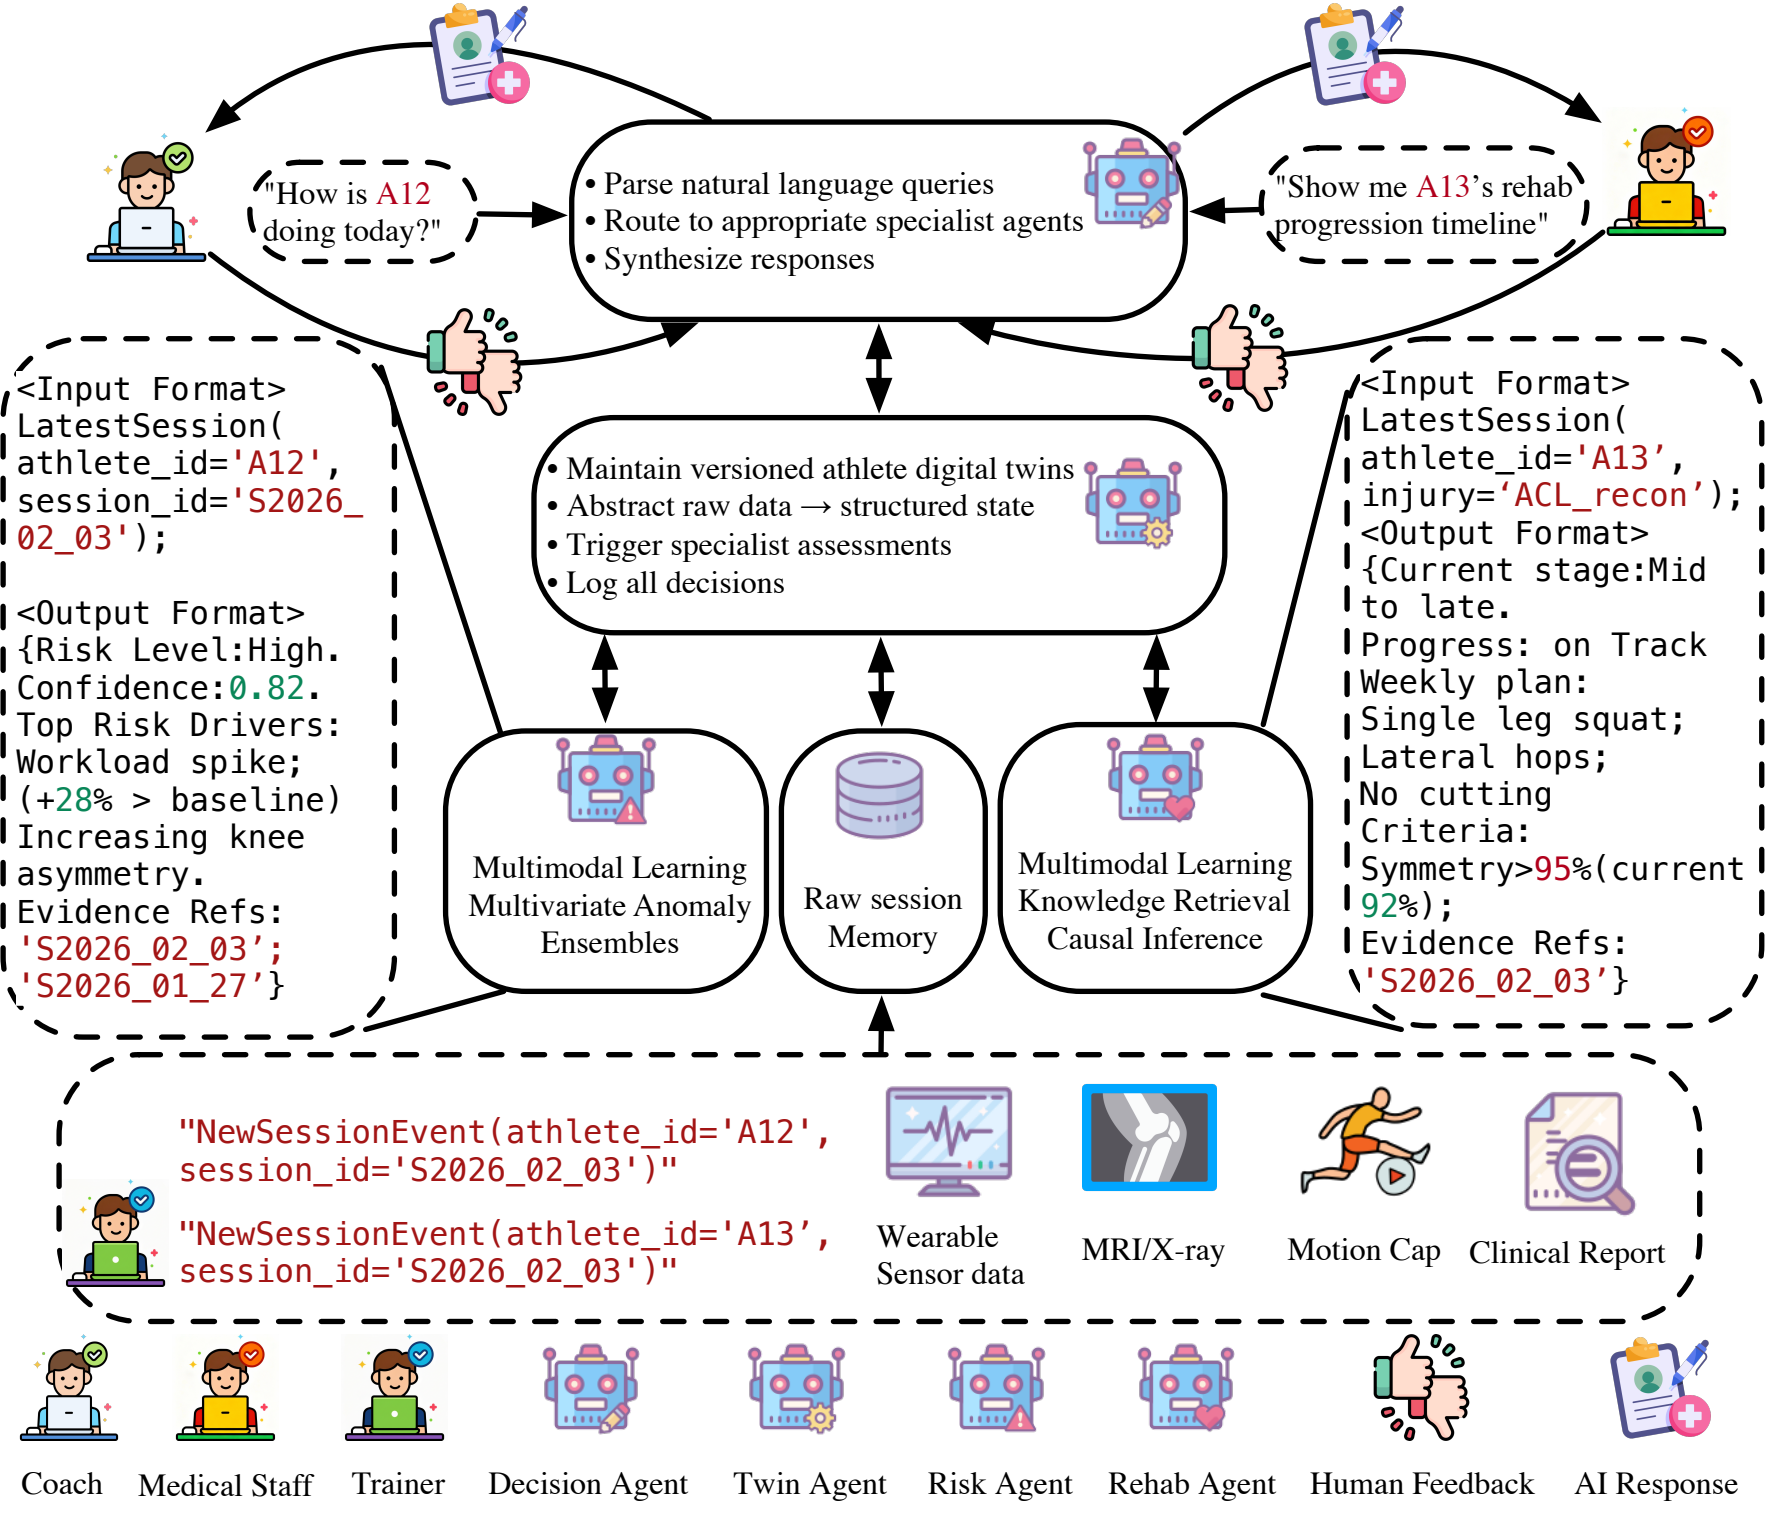 "How is A12
doing today?"
• Parse natural language queries
• Route to appropriate specialist agents
• Synthesize responses
"Show me A13’s rehab
progression timeline"
<Input Format>
LatestSession(
athlete_id='A12',
session_id='S2026_
02_03');
<Output Format>
{Risk Level:High.
Confidence:0.82.
Top Risk Drivers:
Workload spike;
(+28% > baseline)
Increasing knee
asymmetry.
Evidence Refs:
'S2026_02_03’;
'S2026_01_27’}
• Maintain versioned athlete digital twins
• Abstract raw data → structured state
• Trigger specialist assessments
• Log all decisions
<Input Format>
LatestSession(
athlete_id='A13’,
injury=‘ACL_recon’);
<Output Format>
{Current stage:Mid
to late.
Progress: on Track
Weekly plan:
Single leg squat;
Lateral hops;
No cutting
Criteria:
Symmetry>95%(current
92%);
Evidence Refs:
'S2026_02_03’}
Multimodal Learning
Multivariate Anomaly
Ensembles
Raw session
Memory
Multimodal Learning
Knowledge Retrieval
Causal Inference
"NewSessionEvent(athlete_id='A12',
session_id='S2026_02_03')"
"NewSessionEvent(athlete_id='A13’,
session_id='S2026_02_03')"
Wearable
Sensor data
MRI/X-ray
Motion Cap
Clinical Report
Coach
Medical Staff
Trainer
Decision Agent
Twin Agent
Risk Agent
Rehab Agent
Human Feedback
AI Response